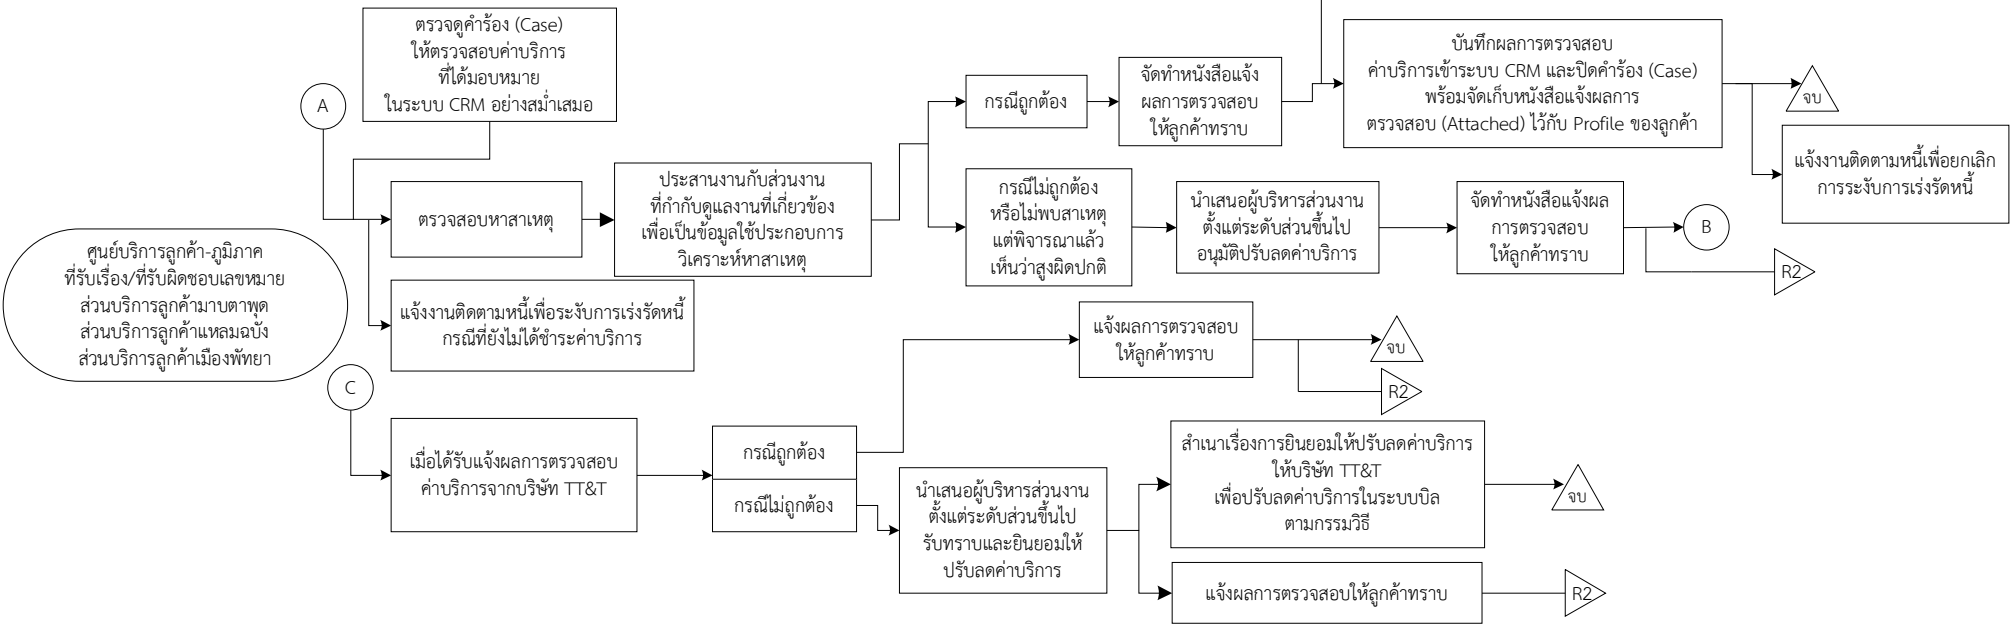 ตรวจดูคำร้อง (Case)
ให้ตรวจสอบค่าบริการ
ที่ได้มอบหมาย
ในระบบ CRM อย่างสม่ำเสมอ
A
ตรวจสอบหาสาเหตุ
ประสานงานกับส่วนงาน
ที่กำกับดูแลงานที่เกี่ยวข้อง
เพื่อเป็นข้อมูลใช้ประกอบการ
วิเคราะห์หาสาเหตุ
กรณีถูกต้อง
จัดทำหนังสือแจ้ง
ผลการตรวจสอบ
ให้ลูกค้าทราบ
บันทึกผลการตรวจสอบ
ค่าบริการเข้าระบบ CRM และปิดคำร้อง (Case)
พร้อมจัดเก็บหนังสือแจ้งผลการ
ตรวจสอบ (Attached) ไว้กับ Profile ของลูกค้า
จบ
แจ้งงานติดตามหนี้เพื่อยกเลิก
การระงับการเร่งรัดหนี้
กรณีไม่ถูกต้อง
หรือไม่พบสาเหตุ
แต่พิจารณาแล้ว
เห็นว่าสูงผิดปกติ
นำเสนอผู้บริหารส่วนงาน
ตั้งแต่ระดับส่วนขึ้นไป
อนุมัติปรับลดค่าบริการ
จัดทำหนังสือแจ้งผล
การตรวจสอบ
ให้ลูกค้าทราบ
B
R2
ศูนย์บริการลูกค้า-ภูมิภาค
ที่รับเรื่อง/ที่รับผิดชอบเลขหมาย
ส่วนบริการลูกค้ามาบตาพุด
ส่วนบริการลูกค้าแหลมฉบัง
ส่วนบริการลูกค้าเมืองพัทยา
แจ้งงานติดตามหนี้เพื่อระงับการเร่งรัดหนี้
กรณีที่ยังไม่ได้ชำระค่าบริการ
แจ้งผลการตรวจสอบ
ให้ลูกค้าทราบ
จบ
R2
C
เมื่อได้รับแจ้งผลการตรวจสอบ
ค่าบริการจากบริษัท TT&T
กรณีถูกต้อง
กรณีไม่ถูกต้อง
นำเสนอผู้บริหารส่วนงาน
ตั้งแต่ระดับส่วนขึ้นไป
รับทราบและยินยอมให้
ปรับลดค่าบริการ
สำเนาเรื่องการยินยอมให้ปรับลดค่าบริการ
ให้บริษัท TT&T
เพื่อปรับลดค่าบริการในระบบบิล
ตามกรรมวิธี
จบ
แจ้งผลการตรวจสอบให้ลูกค้าทราบ
R2